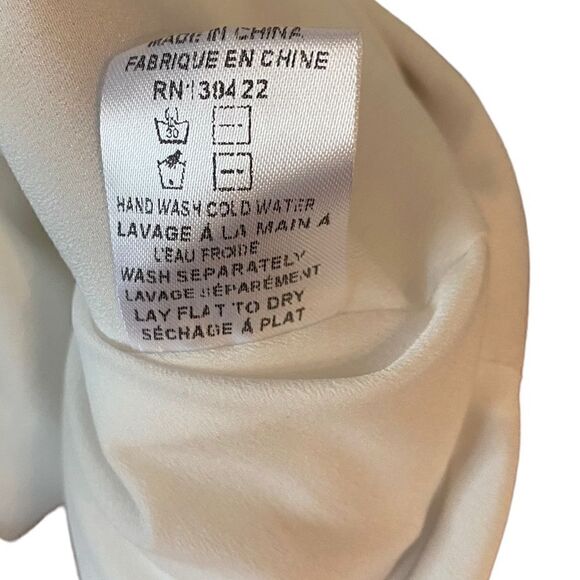 MADE IN CHINA
FABRIQUE EN CHINE
RN 139422
30
HAND WASH COLD WATER
LAVAGE Á LA MAIN Á
L'EAU FROIDE
WASH SEPARATELY
LAVAGE SÉPARÉMENT
LAY FLAT TO DRY
SÉCHAGE Á PLAT